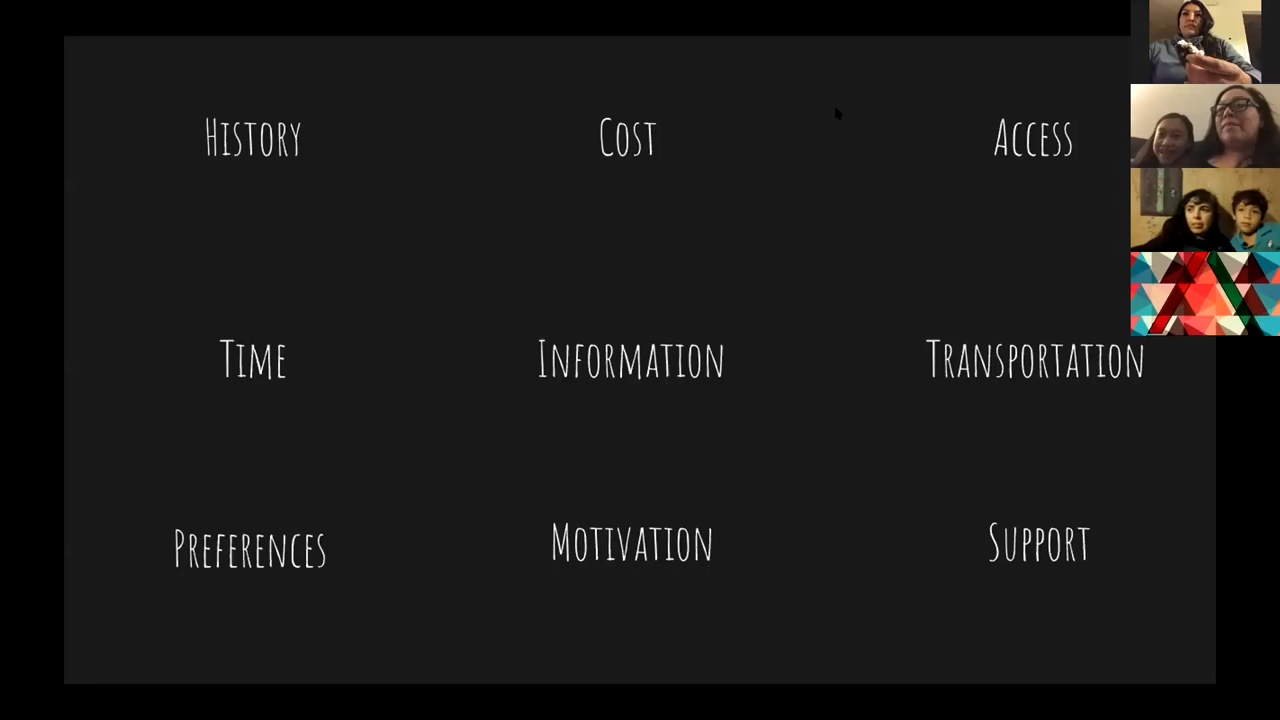 History
Cost
Access
Time
Information
Transportation
Preferences
Motivation
Support